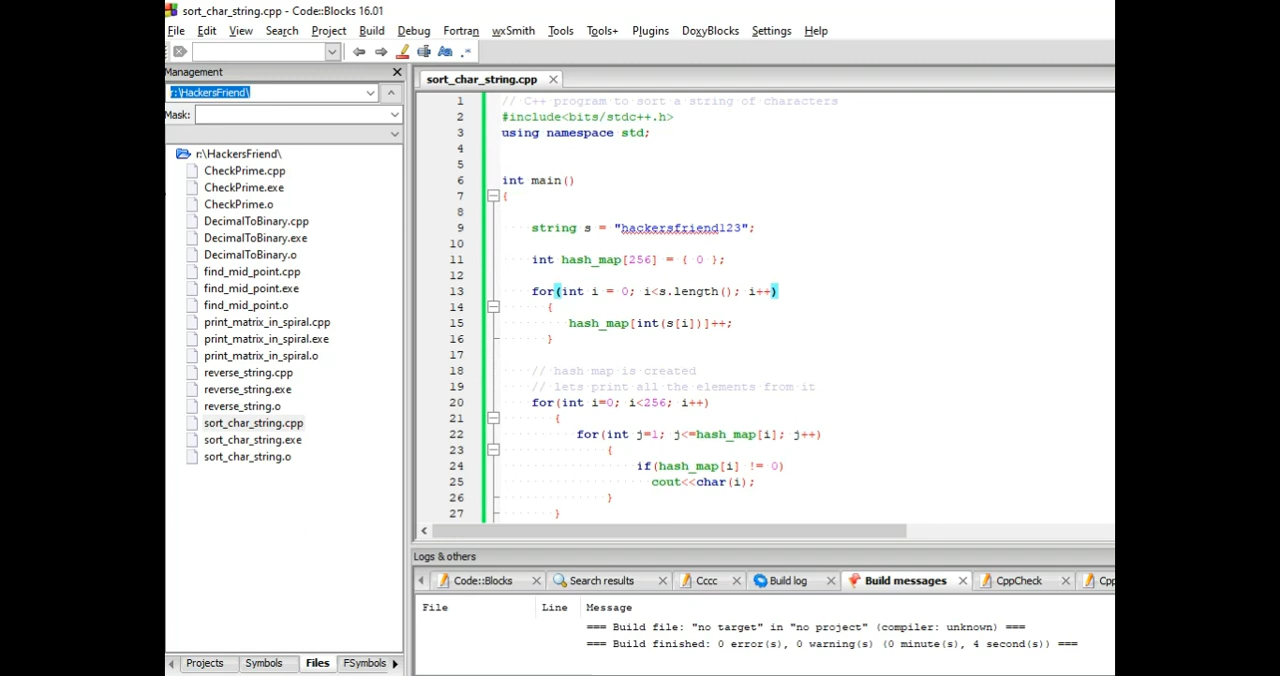 sort_char_string.cpp - Code::Blocks 16.01
File Edit View Search Project Build Debug Fortran wxSmith Tools Tools+ Plugins DoxyBlocks Settings Help
Management
r:\HackersFriend\
Mask:
r:\HackersFriend\
CheckPrime.cpp
CheckPrime.exe
CheckPrime.o
DecimalToBinary.cpp
DecimalToBinary.exe
DecimalToBinary.o
find_mid_point.cpp
find_mid_point.exe
find_mid_point.o
print_matrix_in_spiral.cpp
print_matrix_in_spiral.exe
print_matrix_in_spiral.o
reverse_string.cpp
reverse_string.exe
reverse_string.o
sort_char_string.cpp
sort_char_string.exe
sort_char_string.o
Projects Symbols Files FSymbols
sort_char_string.cpp
1 // C++ program to sort a string of characters
2 #include<bits/stdc++.h>
3 using namespace std;
4
5
6 int main()
7 {
8
9 string s = "hackersfriend123";
10
11 int hash_map[256] = { 0 };
12
13 for(int i = 0; i<s.length(); i++)
14 {
15 hash_map[int(s[i])]++;
16 }
17
18 // hash map is created
19 // lets print all the elements from it
20 for(int i=0; i<256; i++)
21 {
22 for(int j=1; j<=hash_map[i]; j++)
23 {
24 if(hash_map[i] != 0)
25 cout<<char(i);
26 }
27 }
Logs & others
Code::Blocks Search results Cccc Build log Build messages CppCheck Cpp
File Line Message
=== Build file: "no target" in "no project" (compiler: unknown) ===
=== Build finished: 0 error(s), 0 warning(s) (0 minute(s), 4 second(s)) ===